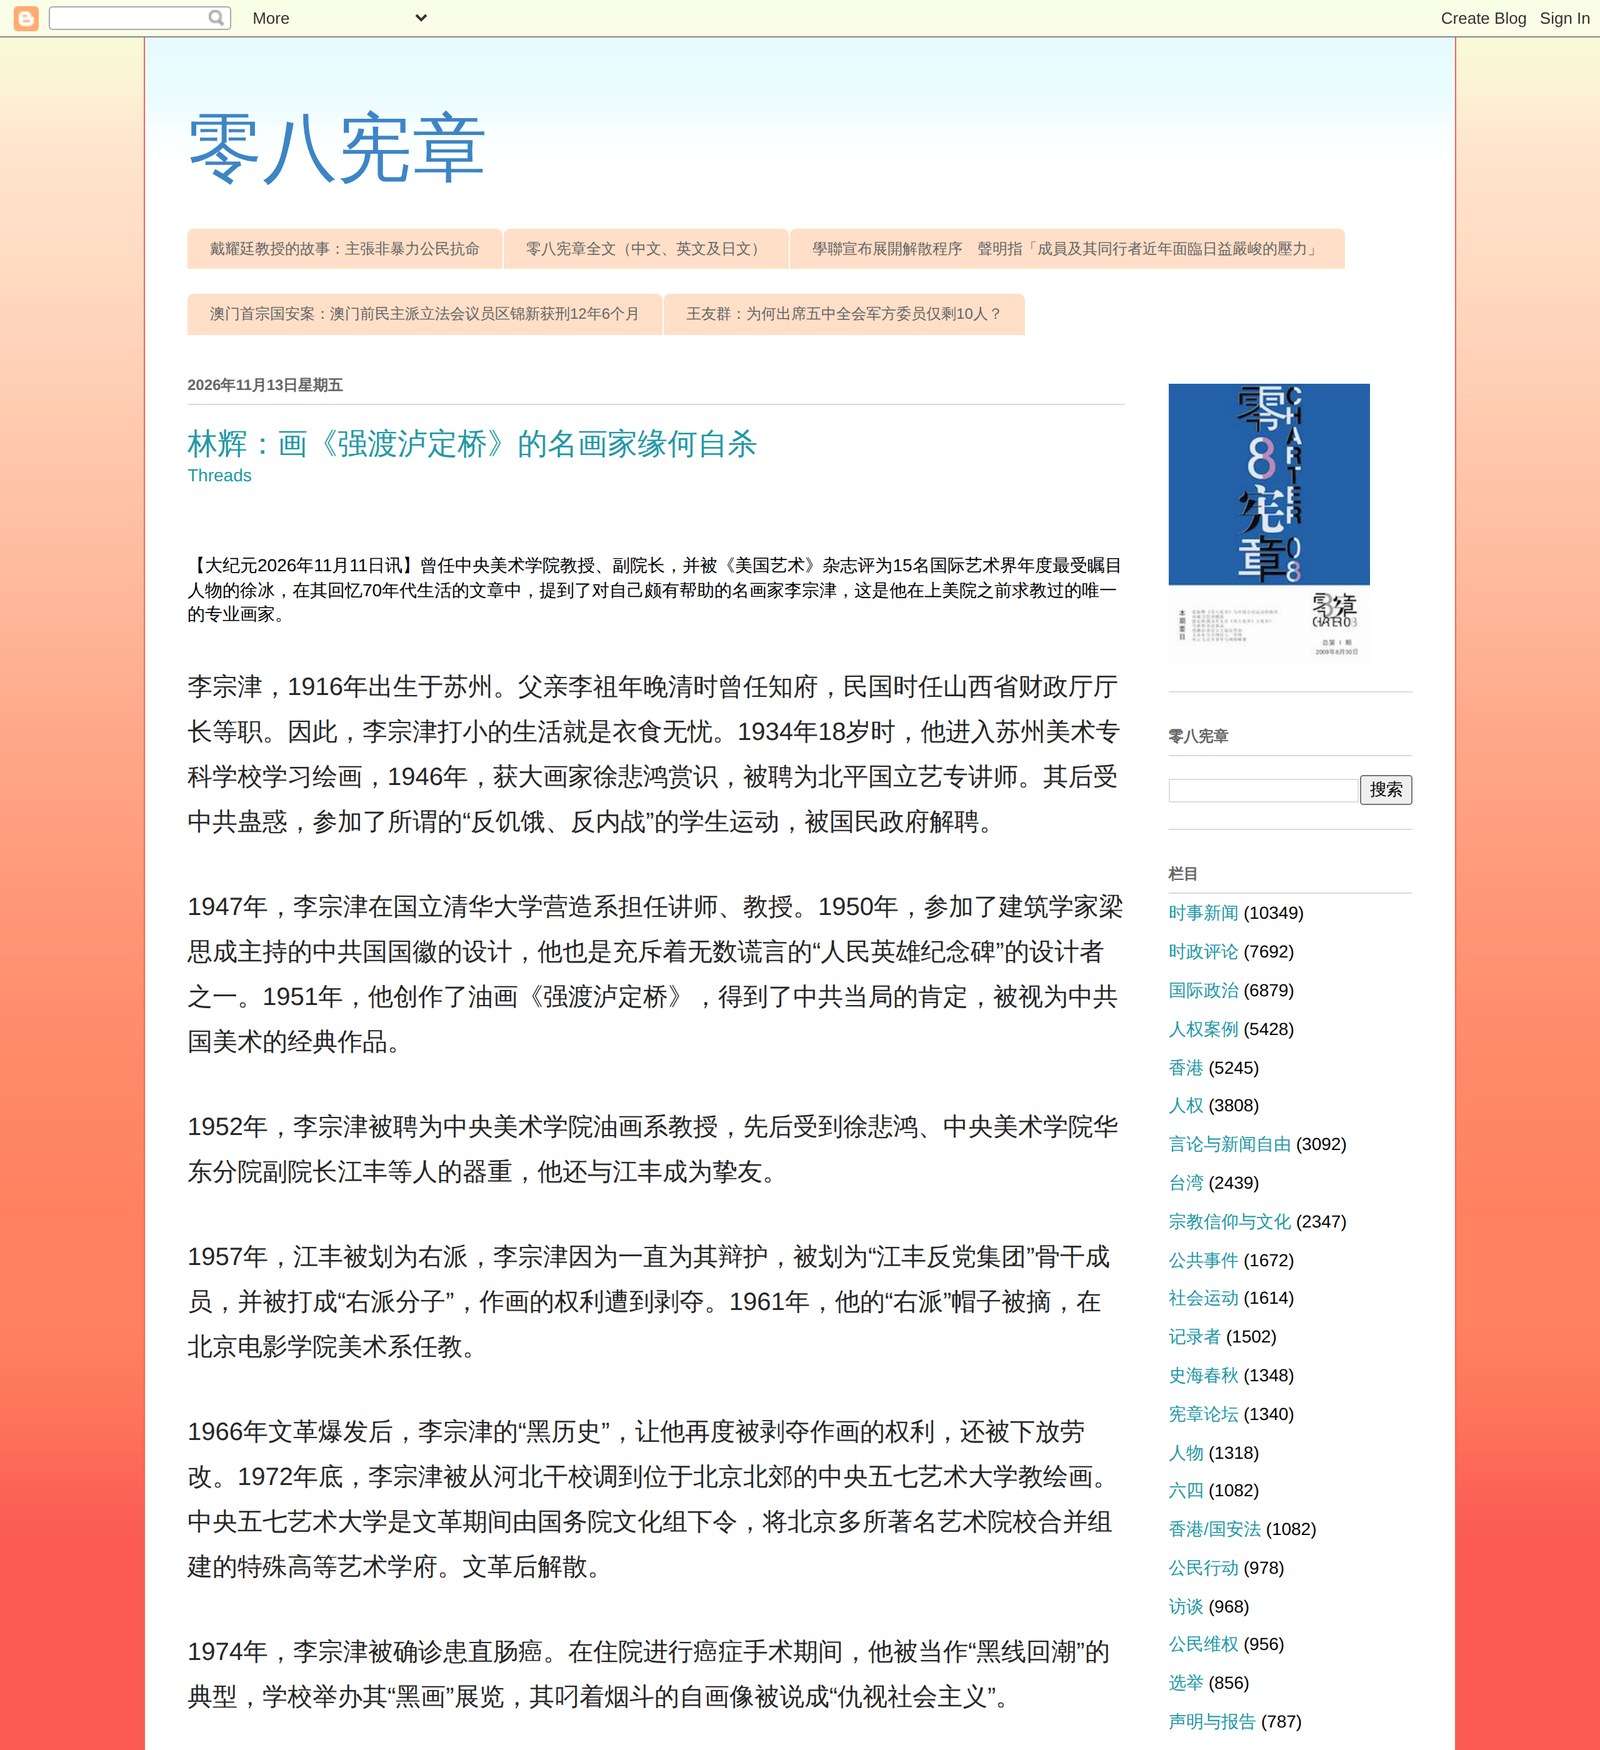 More
Create Blog
Sign In
零八宪章
戴耀廷教授的故事：主張非暴力公民抗命
零八宪章全文（中文、英文及日文）
學聯宣布展開解散程序　聲明指「成員及其同行者近年面臨日益嚴峻的壓力」
澳门首宗国安案：澳门前民主派立法会议员区锦新获刑12年6个月
王友群：为何出席五中全会军方委员仅剩10人？
2026年11月13日星期五
林辉：画《强渡泸定桥》的名画家缘何自杀
Threads
【大纪元2026年11月11日讯】曾任中央美术学院教授、副院长，并被《美国艺术》杂志评为15名国际艺术界年度最受瞩目
人物的徐冰，在其回忆70年代生活的文章中，提到了对自己颇有帮助的名画家李宗津，这是他在上美院之前求教过的唯一
的专业画家。
李宗津，1916年出生于苏州。父亲李祖年晚清时曾任知府，民国时任山西省财政厅厅
长等职。因此，李宗津打小的生活就是衣食无忧。1934年18岁时，他进入苏州美术专
科学校学习绘画，1946年，获大画家徐悲鸿赏识，被聘为北平国立艺专讲师。其后受
中共蛊惑，参加了所谓的“反饥饿、反内战”的学生运动，被国民政府解聘。
1947年，李宗津在国立清华大学营造系担任讲师、教授。1950年，参加了建筑学家梁
思成主持的中共国国徽的设计，他也是充斥着无数谎言的“人民英雄纪念碑”的设计者
之一。1951年，他创作了油画《强渡泸定桥》，得到了中共当局的肯定，被视为中共
国美术的经典作品。
1952年，李宗津被聘为中央美术学院油画系教授，先后受到徐悲鸿、中央美术学院华
东分院副院长江丰等人的器重，他还与江丰成为挚友。
1957年，江丰被划为右派，李宗津因为一直为其辩护，被划为“江丰反党集团”骨干成
员，并被打成“右派分子”，作画的权利遭到剥夺。1961年，他的“右派”帽子被摘，在
北京电影学院美术系任教。
1966年文革爆发后，李宗津的“黑历史”，让他再度被剥夺作画的权利，还被下放劳
改。1972年底，李宗津被从河北干校调到位于北京北郊的中央五七艺术大学教绘画。
中央五七艺术大学是文革期间由国务院文化组下令，将北京多所著名艺术院校合并组
建的特殊高等艺术学府。文革后解散。
1974年，李宗津被确诊患直肠癌。在住院进行癌症手术期间，他被当作“黑线回潮”的
典型，学校举办其“黑画”展览，其叼着烟斗的自画像被说成“仇视社会主义”。
零8宪章
CHARTER 08
本期要目
总第 1 期
2009年6月30日
零八宪章
搜索
栏目
时事新闻 (10349)
时政评论 (7692)
国际政治 (6879)
人权案例 (5428)
香港 (5245)
人权 (3808)
言论与新闻自由 (3092)
台湾 (2439)
宗教信仰与文化 (2347)
公共事件 (1672)
社会运动 (1614)
记录者 (1502)
史海春秋 (1348)
宪章论坛 (1340)
人物 (1318)
六四 (1082)
香港/国安法 (1082)
公民行动 (978)
访谈 (968)
公民维权 (956)
选举 (856)
声明与报告 (787)